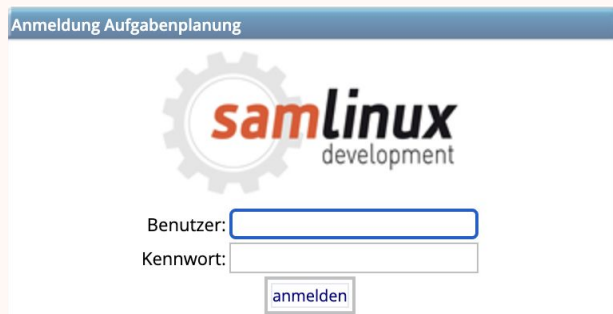 Anmeldung Aufgabenplanung
samlinux
development
Benutzer:
Kennwort:
anmelden